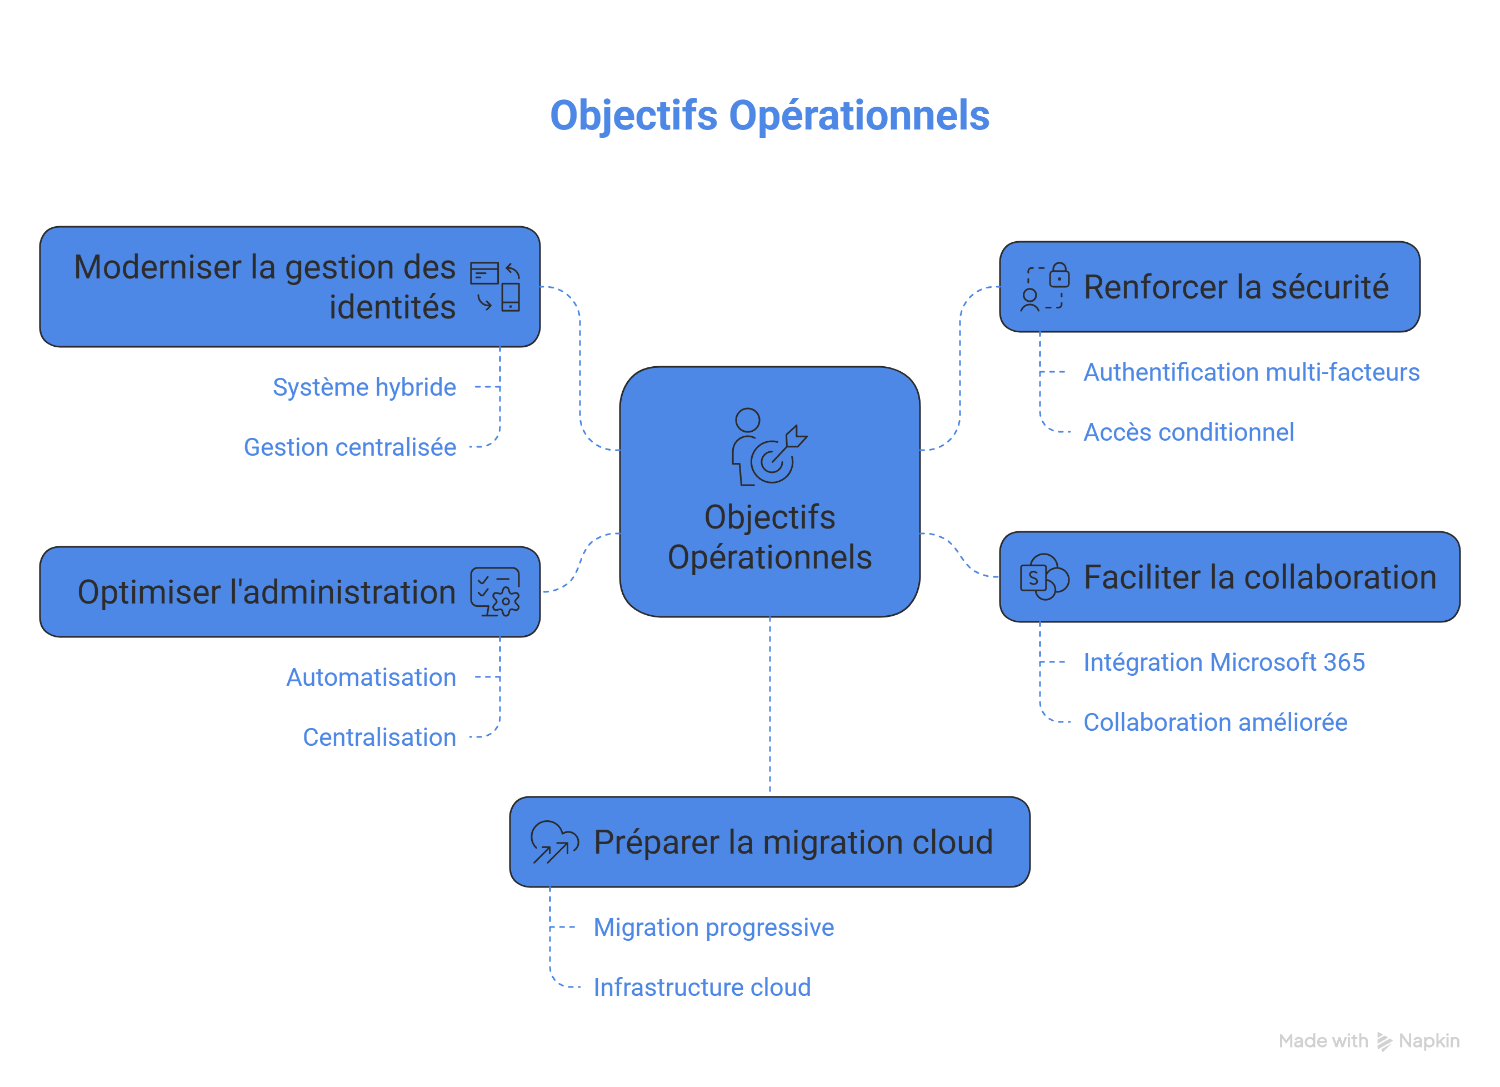 Objectifs Opérationnels
Moderniser la gestion des
identités
Système hybride
Gestion centralisée
Renforcer la sécurité
Authentification multi-facteurs
Accès conditionnel
Objectifs
Opérationnels
Optimiser l'administration
Automatisation
Centralisation
S
Faciliter la collaboration
Intégration Microsoft 365
Collaboration améliorée
Préparer la migration cloud
Migration progressive
Infrastructure cloud
Made with Napkin